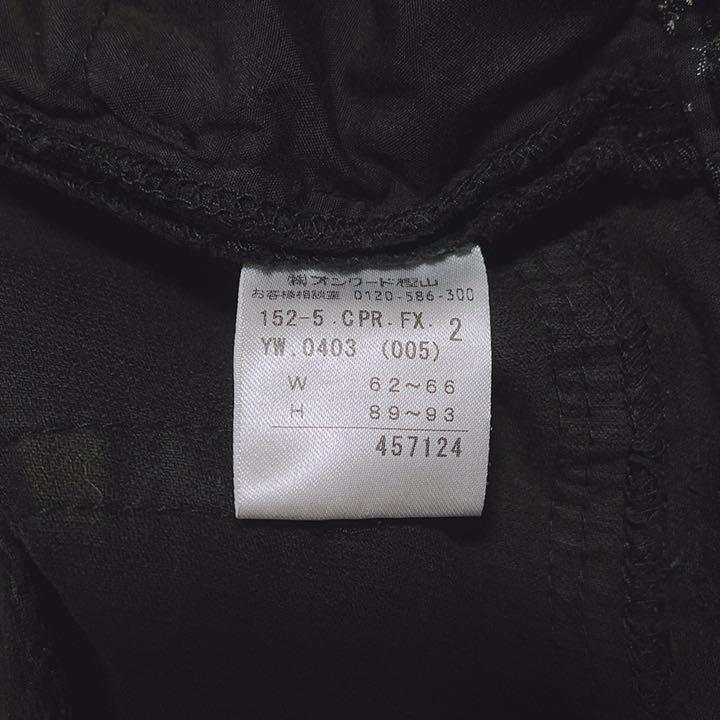 ㈱オンワード樫山
お客様相談室 0120-586-300
152-5.CPR.FX. 2
YW.0403 (005)
W 62～66
H 89～93
457124